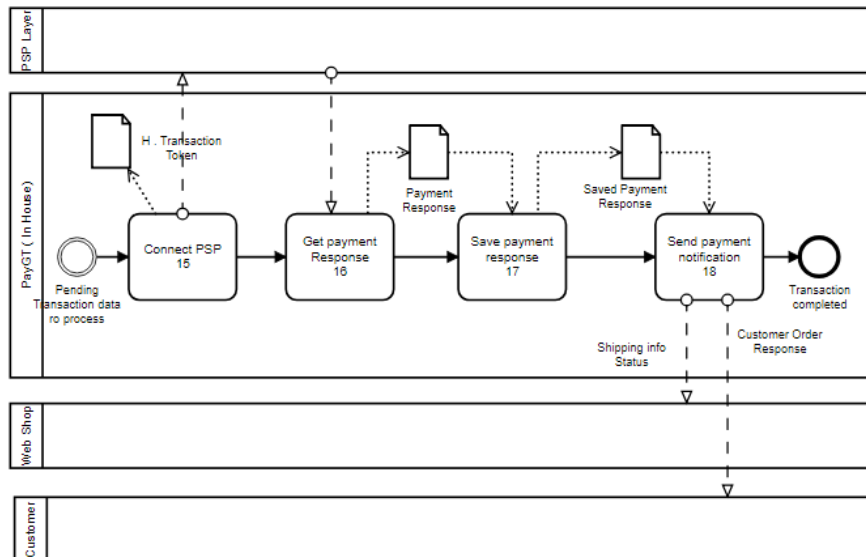 PSP Layer
PayGT ( In House)
H . Transaction
Token
Payment
Response
Saved Payment
Response
Connect PSP
15
Get payment
Response
16
Save payment
response
17
Send payment
notification
18
Pending
Transaction data
ro process
Transaction
completed
Shipping info
Status
Customer Order
Response
Web Shop
Customer